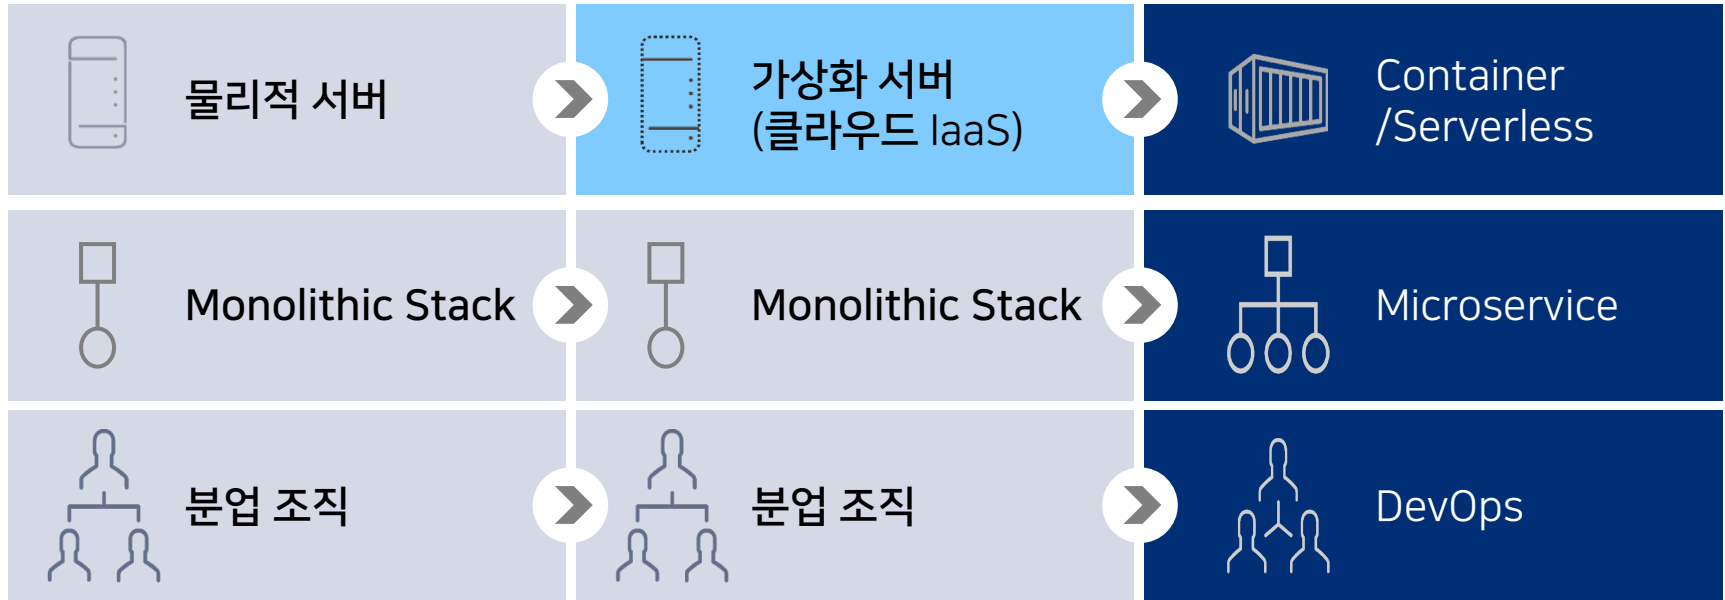 물리적 서버
가상화 서버
(클라우드 IaaS)
Container
/Serverless
Monolithic Stack
Monolithic Stack
Microservice
분업 조직
분업 조직
DevOps